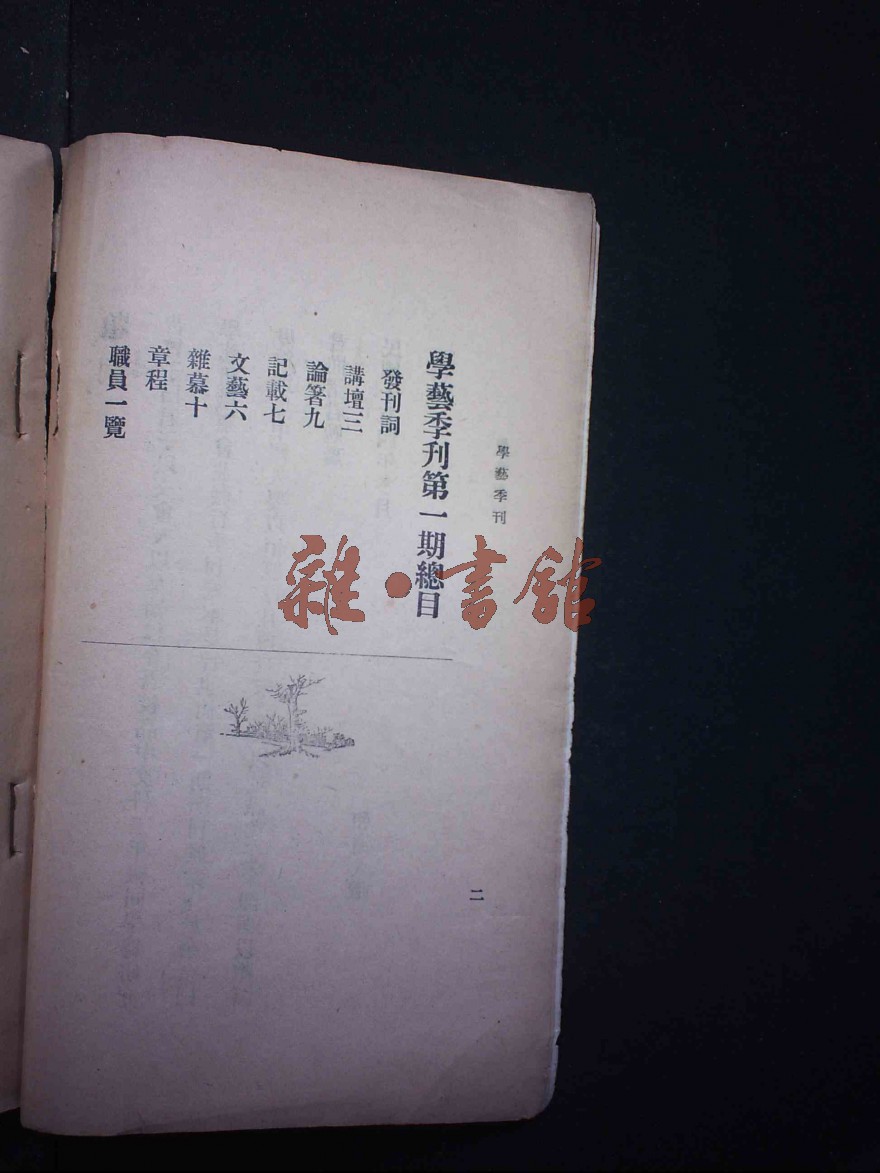 學藝季刊
學藝季刊第一期總目
發刊詞
講壇三
論箸九
記載七
文藝六
雜慕十
章程
職員一覽
二
雜·書館